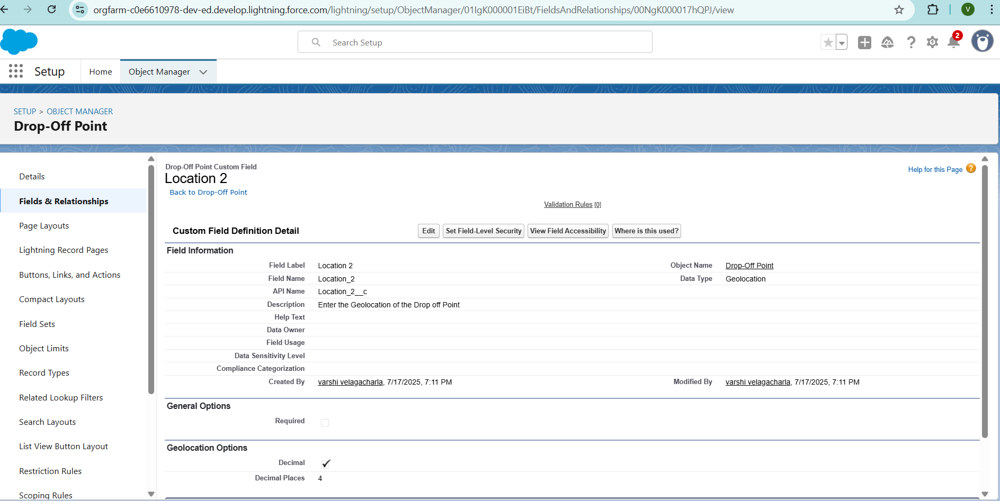 orgfarm-c0e6610978-dev-ed.develop.lightning.force.com/lightning/setup/ObjectManager/01IgK000001EiBt/FieldsAndRelationships/00NgK000017hQPJ/view
V
Search Setup
2
Setup
Home
Object Manager
SETUP > OBJECT MANAGER
Drop-Off Point
Details
Fields & Relationships
Page Layouts
Lightning Record Pages
Buttons, Links, and Actions
Compact Layouts
Field Sets
Object Limits
Record Types
Related Lookup Filters
Search Layouts
List View Button Layout
Restriction Rules
Scoping Rules
Drop-Off Point Custom Field
Location 2
Help for this Page ?
Back to Drop-Off Point
Validation Rules [0]
Custom Field Definition Detail
Edit Set Field-Level Security View Field Accessibility Where is this used?
Field Information
Field Label Location 2 Object Name Drop-Off Point
Field Name Location_2 Data Type Geolocation
API Name Location_2__c
Description Enter the Geolocation of the Drop off Point
Help Text
Data Owner
Field Usage
Data Sensitivity Level
Compliance Categorization
Created By varshi velagacharla, 7/17/2025, 7:11 PM Modified By varshi velagacharla, 7/17/2025, 7:11 PM
General Options
Required
Geolocation Options
Decimal
Decimal Places 4